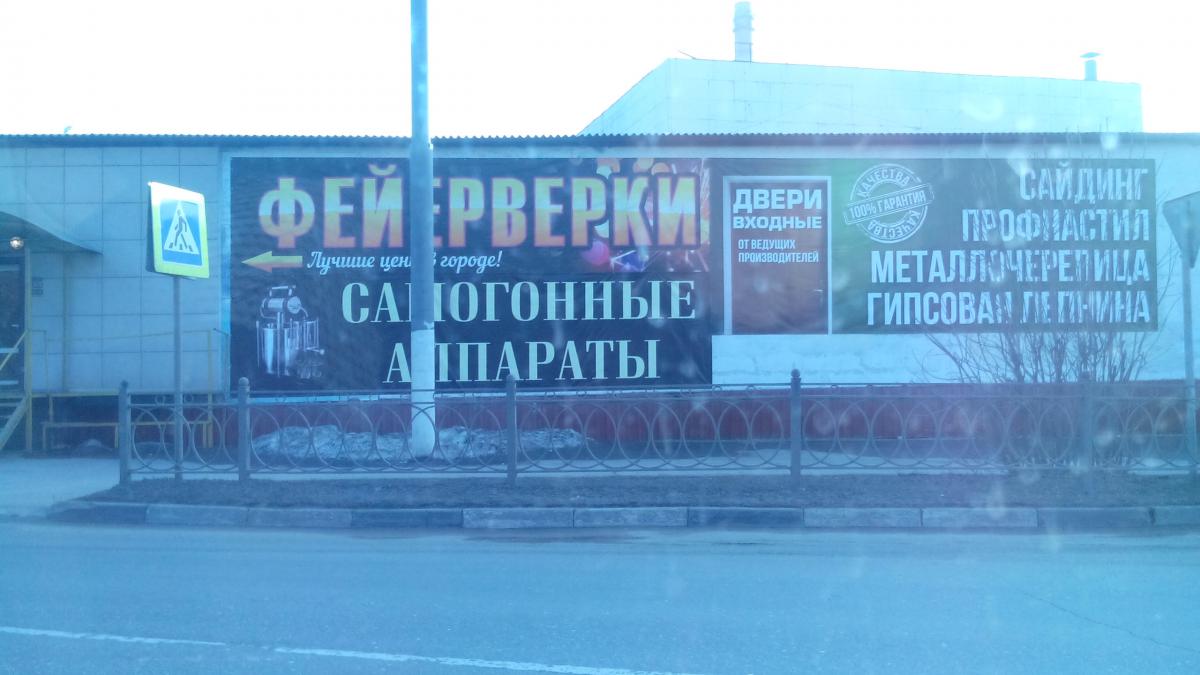 ФЕЙЕРВЕРКИ
Лучшие цены в городе!
САМОГОННЫЕ
АППАРАТЫ
ДВЕРИ
ВХОДНЫЕ
ОТ ВЕДУЩИХ
ПРОИЗВОДИТЕЛЕЙ
КАЧЕСТВА
100% ГАРАНТИЯ
КАЧЕСТВА
САЙДИНГ
ПРОФНАСТИЛ
МЕТАЛЛОЧЕРЕПИЦА
ГИПСОВАЯ ЛЕПНИНА